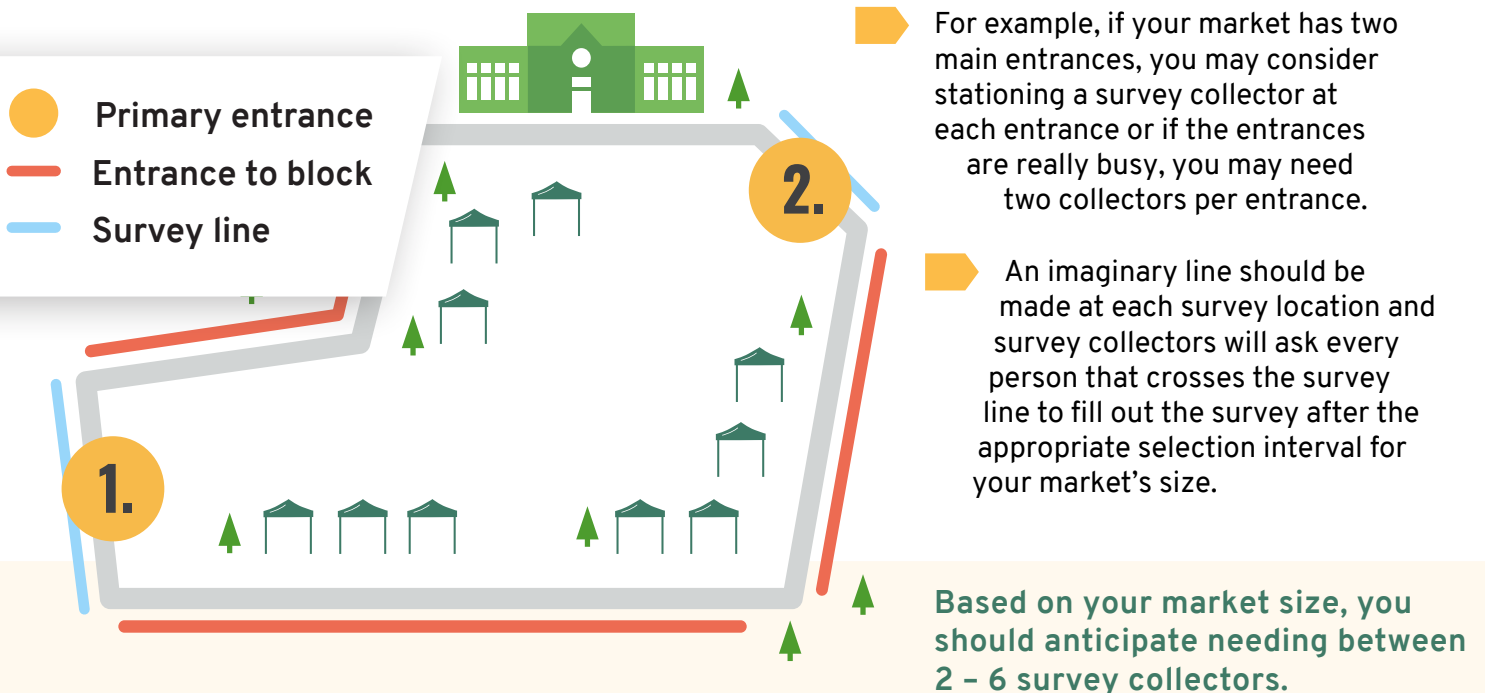 Primary entrance
Entrance to block
Survey line
1.
2.
For example, if your market has two
main entrances, you may consider
stationing a survey collector at
each entrance or if the entrances
are really busy, you may need
two collectors per entrance.
An imaginary line should be
made at each survey location and
survey collectors will ask every
person that crosses the survey
line to fill out the survey after the
appropriate selection interval for
your market’s size.
Based on your market size, you
should anticipate needing between
2 – 6 survey collectors.